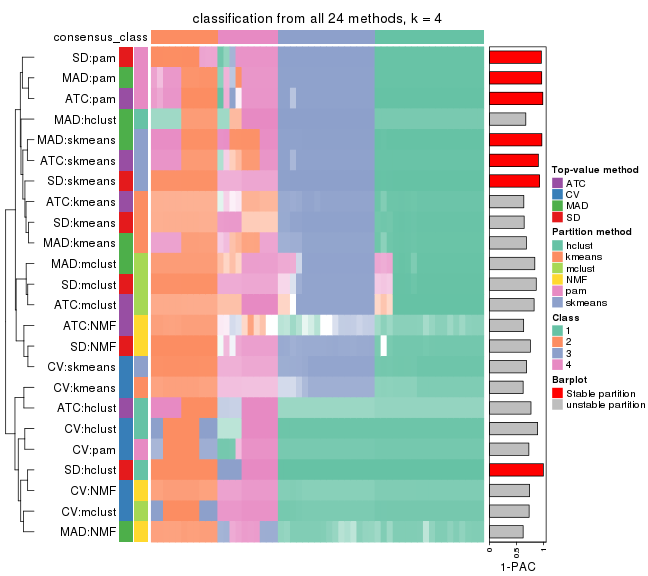 classification from all 24 methods, k = 4
consensus_class
SD:pam
MAD:pam
ATC:pam
MAD:hclust
MAD:skmeans
ATC:skmeans
SD:skmeans
ATC:kmeans
SD:kmeans
MAD:kmeans
MAD:mclust
SD:mclust
ATC:mclust
ATC:NMF
SD:NMF
CV:skmeans
CV:kmeans
ATC:hclust
CV:hclust
CV:pam
SD:hclust
CV:NMF
CV:mclust
MAD:NMF
0
0.5
1
1-PAC
Top-value method
ATC
CV
MAD
SD
Partition method
hclust
kmeans
mclust
NMF
pam
skmeans
Class
1
2
3
4
Barplot
Stable partition
unstable partition